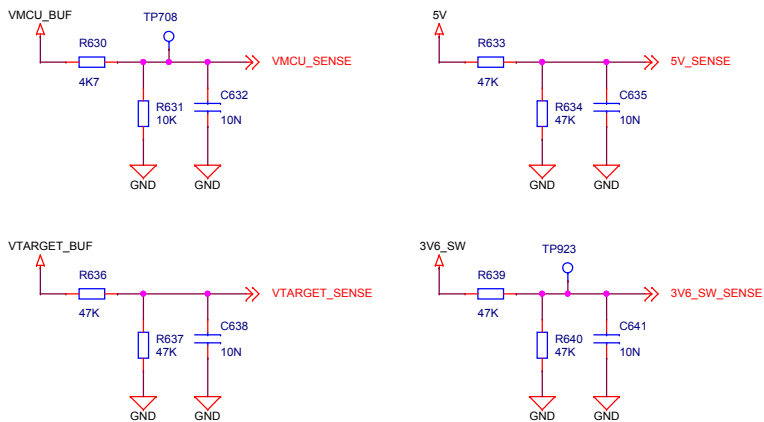 VMCU_BUF
TP708
R630
VMCU_SENSE
4K7
C632
R631
10K
10N
GND
GND
5V
R633
5V_SENSE
47K
C635
R634
47K
10N
GND
GND
VTARGET_BUF
R636
VTARGET_SENSE
47K
C638
R637
47K
10N
GND
GND
3V6_SW
TP923
R639
3V6_SW_SENSE
47K
C641
R640
47K
10N
GND
GND